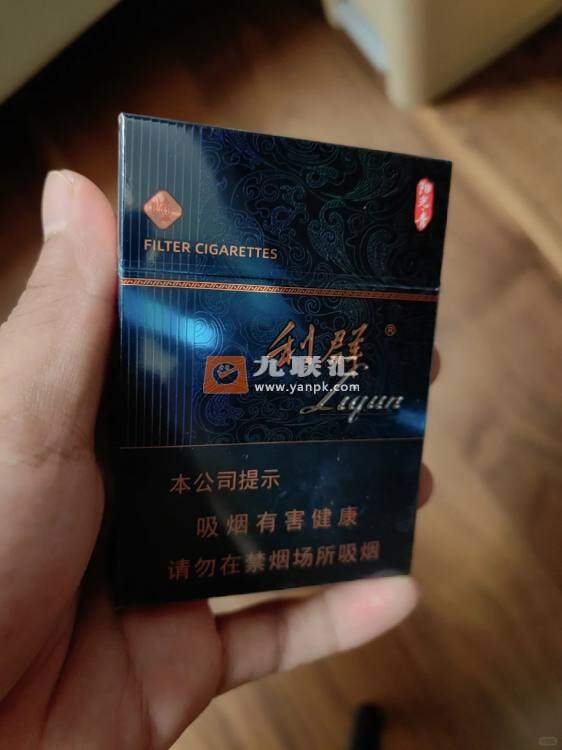 阳光青
FILTER CIGARETTES
利群®
九联汇
www.yanpk.com
Liqun
本公司提示
吸烟有害健康
请勿在禁烟场所吸烟